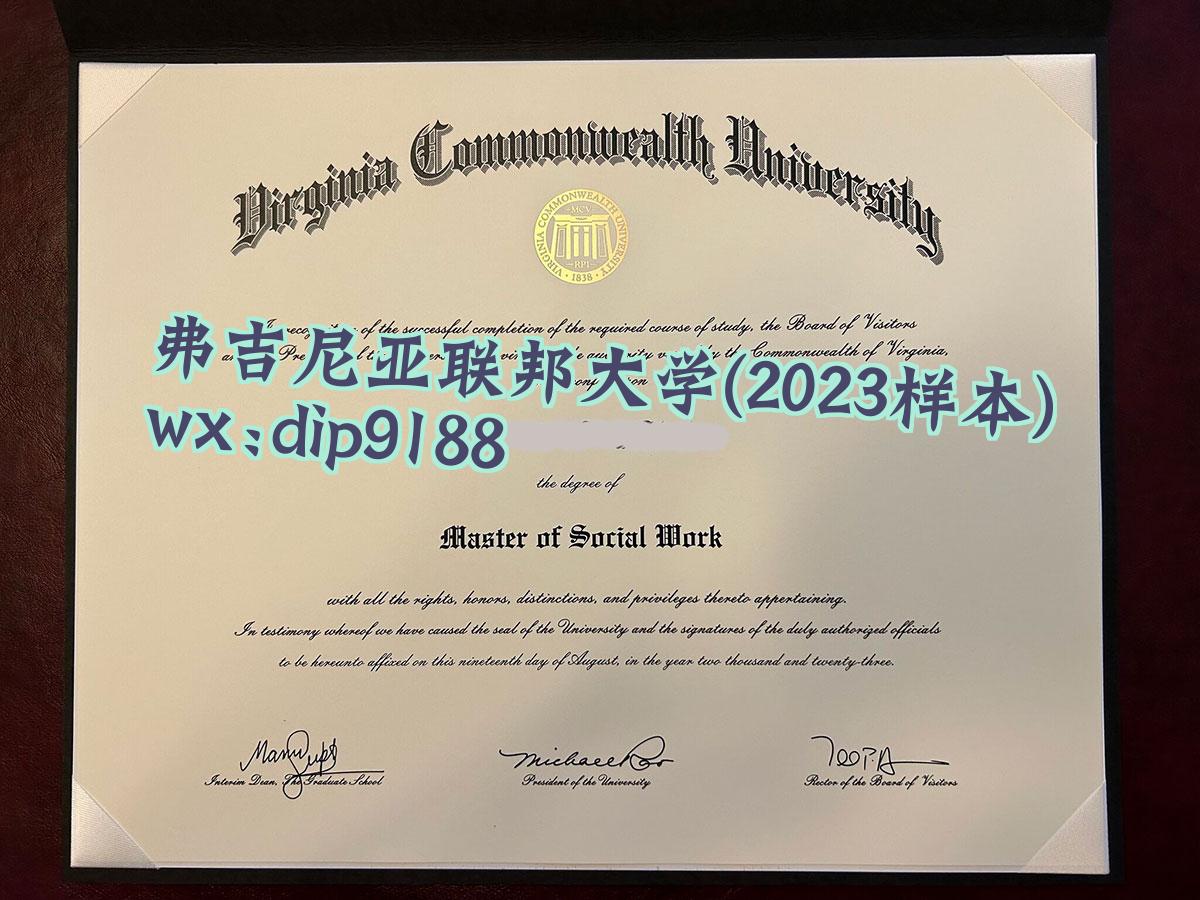 Virginia Commonwealth University
VIRGINIA COMMONWEALTH UNIVERSITY
MCV
RPI
1838
of the successful completion of the required course of study, the Board of Visitors
Commonwealth of Virginia,
弗吉尼亚联邦大学(2023样本)
wx:dip9188
the degree of
Master of Social Work
with all the rights, honors, distinctions, and privileges thereto appertaining.
In testimony whereof we have caused the seal of the University and the signatures of the duly authorized officials
to be hereunto affixed on this nineteenth day of August, in the year two thousand and twenty-three.
Interim Dean, The Graduate School
President of the University
Rector of the Board of Visitors